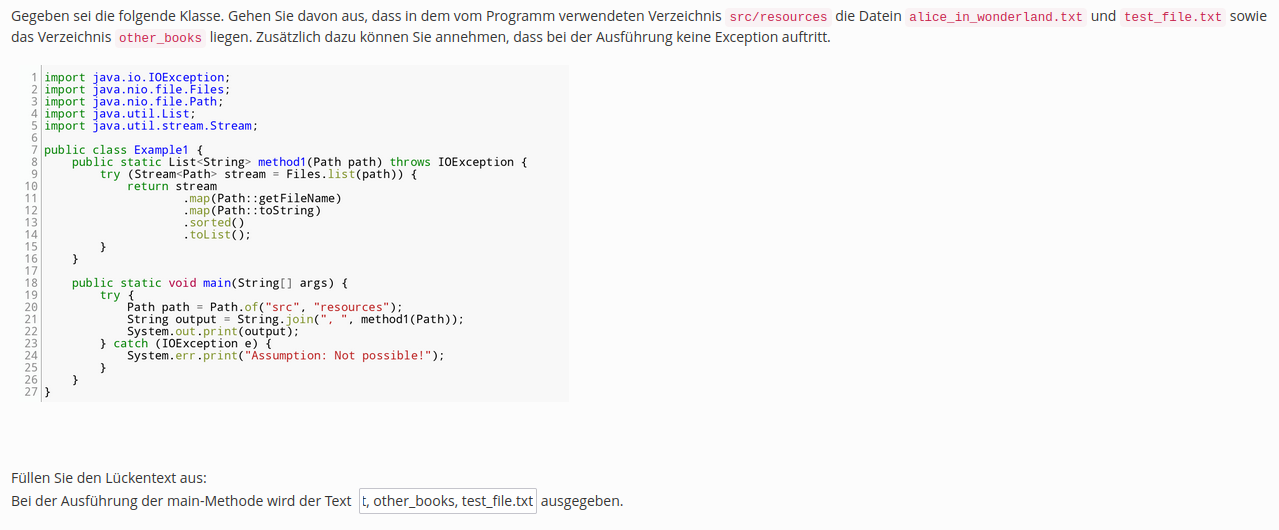 Gegeben sei die folgende Klasse. Gehen Sie davon aus, dass in dem vom Programm verwendeten Verzeichnis src/resources die Datein alice_in_wonderland.txt und test_file.txt sowie
das Verzeichnis other_books liegen. Zusätzlich dazu können Sie annehmen, dass bei der Ausführung keine Exception auftritt.
1 import java.io.IOException;
2 import java.nio.file.Files;
3 import java.nio.file.Path;
4 import java.util.List;
5 import java.util.stream.Stream;
6
7 public class Example1 {
8     public static List<String> method1(Path path) throws IOException {
9         try (Stream<Path> stream = Files.list(path)) {
10             return stream
11                     .map(Path::getFileName)
12                     .map(Path::toString)
13                     .sorted()
14                     .toList();
15         }
16     }
17
18     public static void main(String[] args) {
19         try {
20             Path path = Path.of("src", "resources");
21             String output = String.join(", ", method1(Path));
22             System.out.print(output);
23         } catch (IOException e) {
24             System.err.print("Assumption: Not possible!");
25         }
26     }
27 }
Füllen Sie den Lückentext aus:
Bei der Ausführung der main-Methode wird der Text t, other_books, test_file.txt ausgegeben.